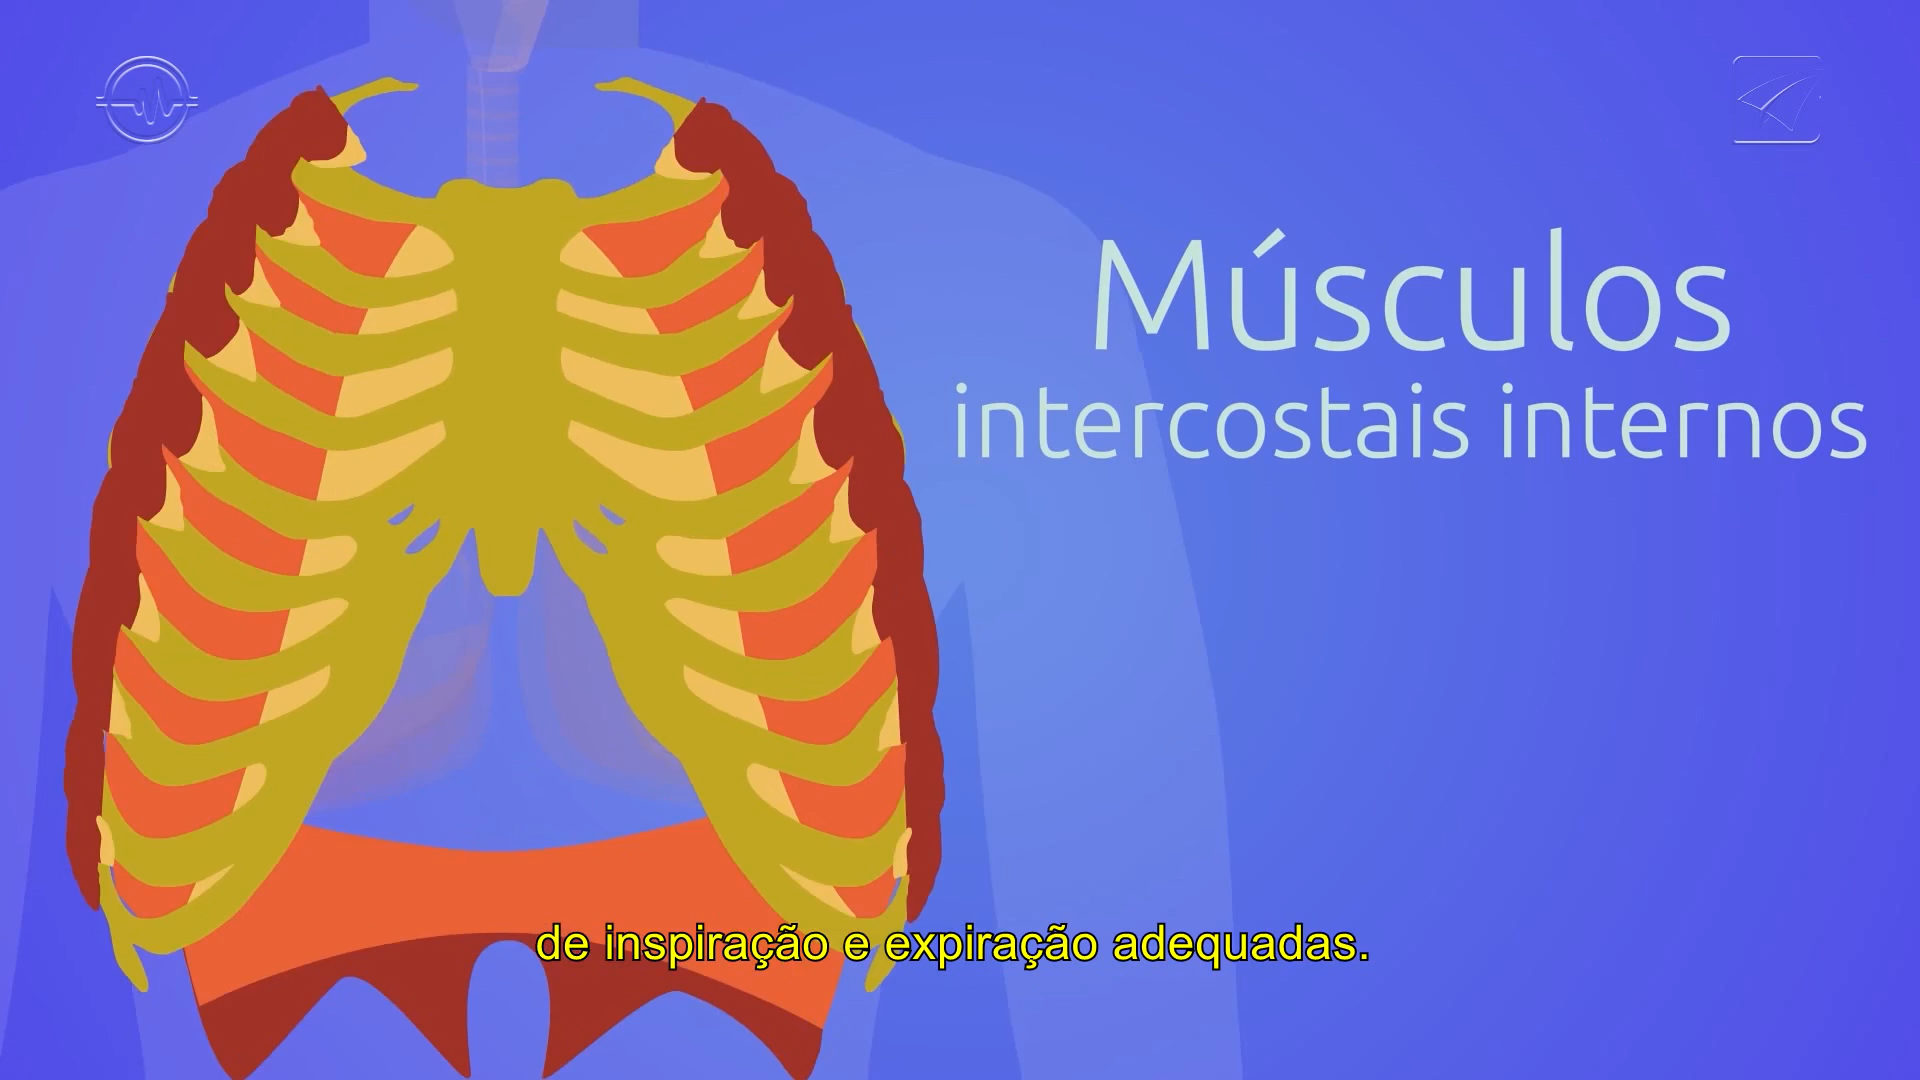 Músculos
intercostais internos
de inspiração e expiração adequadas.